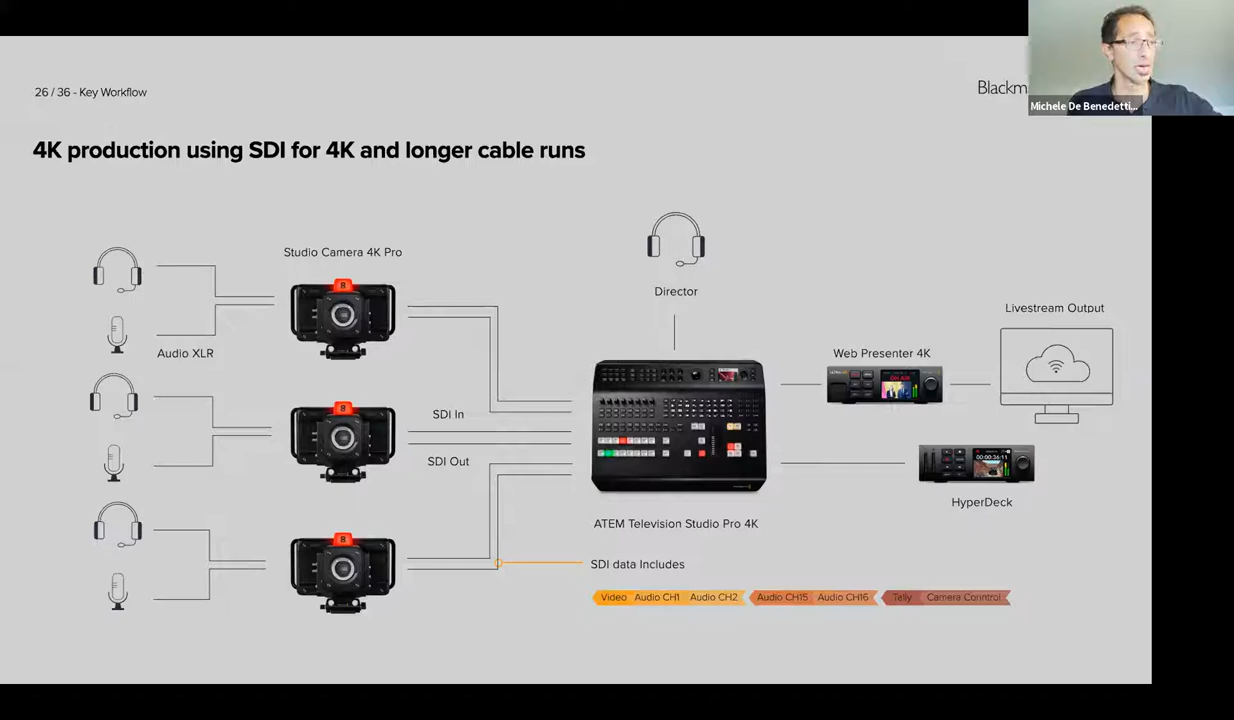 26 / 36 - Key Workflow
Blackm
Michele De Benedetti...
4K production using SDI for 4K and longer cable runs
Studio Camera 4K Pro
Director
Livestream Output
Audio XLR
Web Presenter 4K
SDI In
SDI Out
HyperDeck
ATEM Television Studio Pro 4K
SDI data Includes
Video Audio CH1 Audio CH2 Audio CH15 Audio CH16 Tally Camera Conntrol